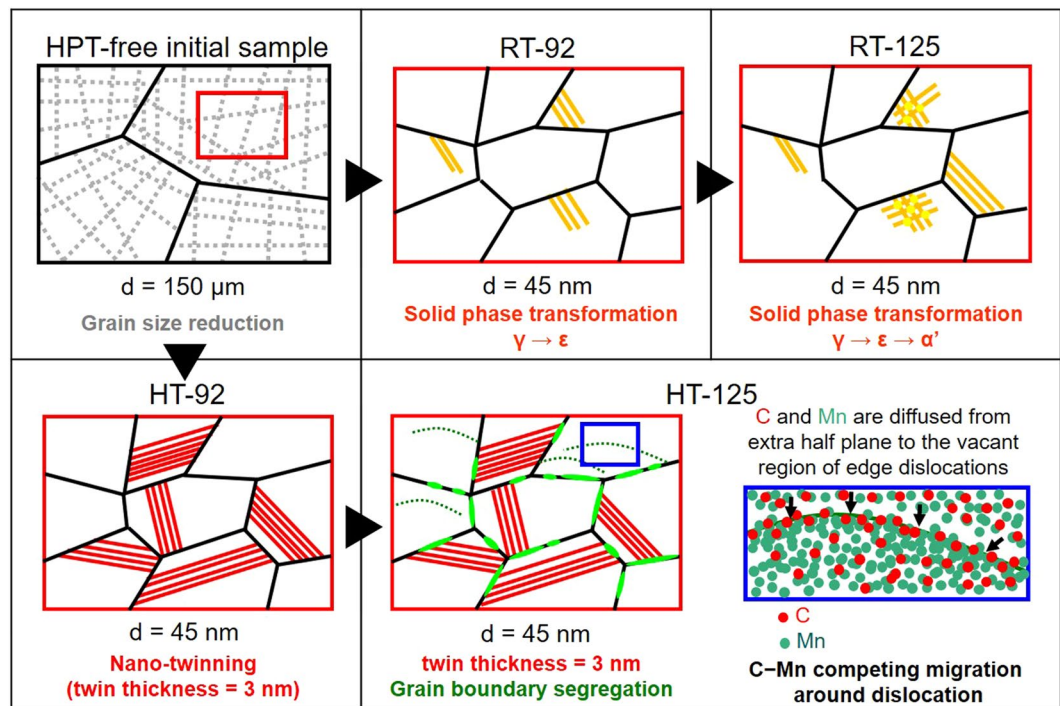 HPT-free initial sample
d = 150 μm
Grain size reduction
RT-92
d = 45 nm
Solid phase transformation
γ → ε
RT-125
d = 45 nm
Solid phase transformation
γ → ε → α’
HT-92
d = 45 nm
Nano-twinning
(twin thickness = 3 nm)
HT-125
d = 45 nm
twin thickness = 3 nm
Grain boundary segregation
C and Mn are diffused from
extra half plane to the vacant
region of edge dislocations
C
Mn
C−Mn competing migration
around dislocation